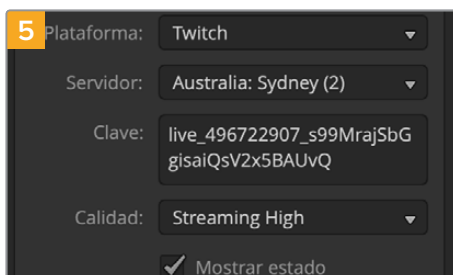 5
Plataforma: Twitch
Servidor: Australia: Sydney (2)
Clave: live_496722907_s99MrajSbG
gisaiQsV2x5BAUvQ
Calidad: Streaming High
Mostrar estado